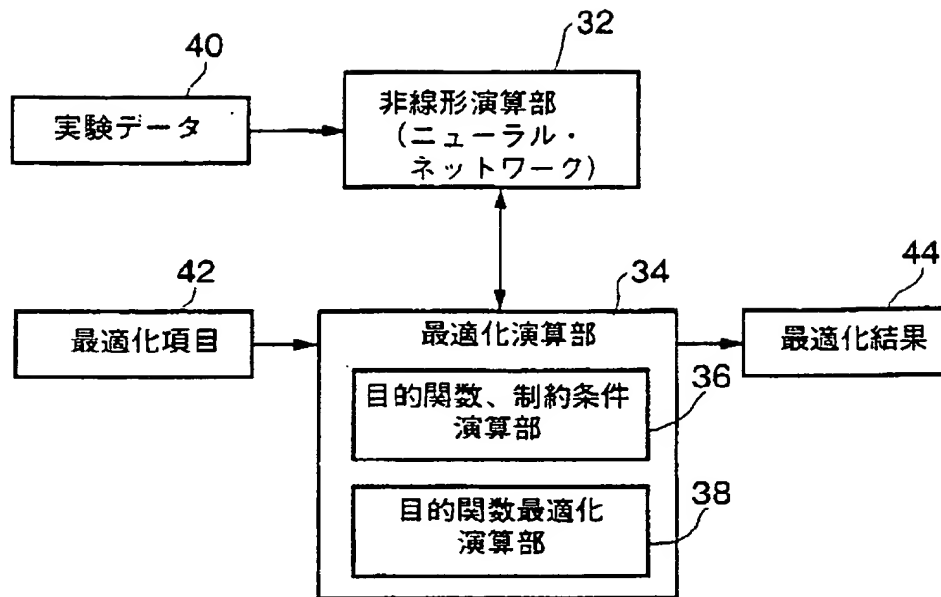 40
実験データ
32
非線形演算部
(ニューラル・
ネットワーク)
42
最適化項目
34
最適化演算部
目的関数、制約条件
演算部
36
目的関数最適化
演算部
38
44
最適化結果